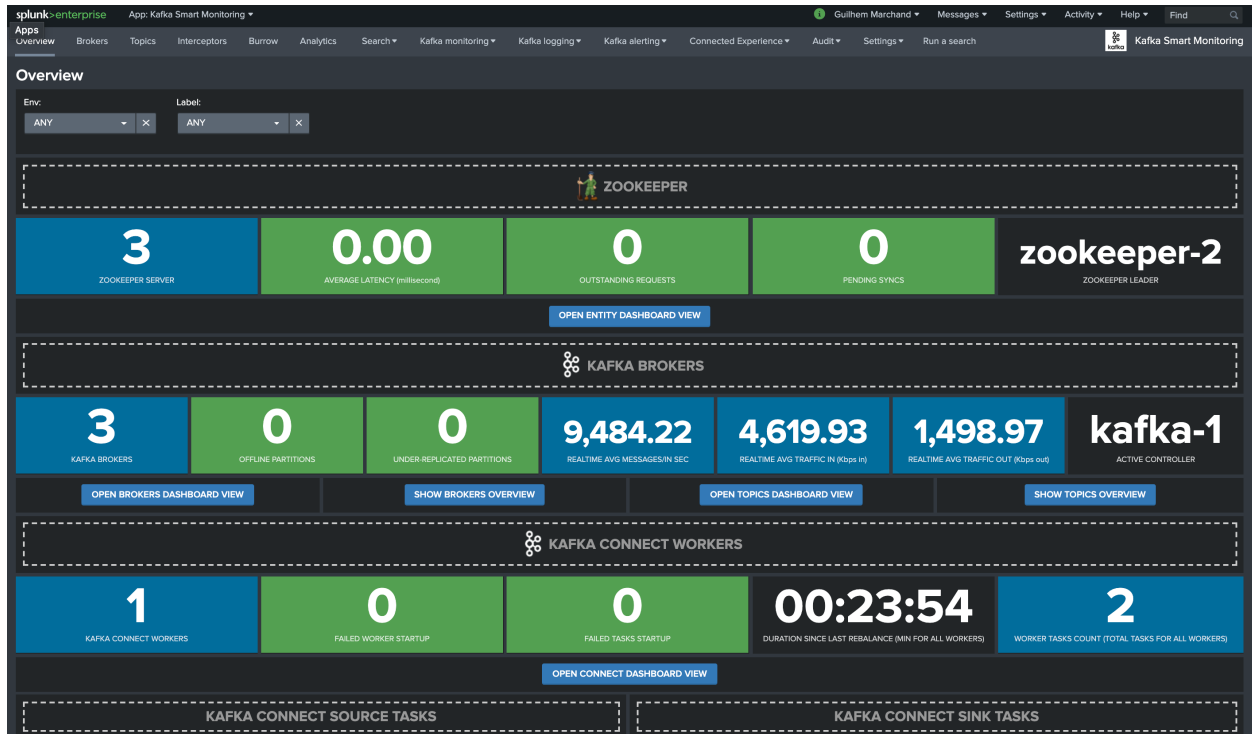 splunk>enterprise App: Kafka Smart Monitoring Guilhem Marchand Messages Settings Activity Help Find
Apps
Overview Brokers Topics Interceptors Burrow Analytics Search Kafka monitoring Kafka logging Kafka alerting Connected Experience Audit Settings Run a search kafka Kafka Smart Monitoring
Overview
Env: Label:
ANY ANY
ZOOKEEPER
3 0.00 0 0 zookeeper-2
ZOOKEEPER SERVER AVERAGE LATENCY (millisecond) OUTSTANDING REQUESTS PENDING SYNCS ZOOKEEPER LEADER
OPEN ENTITY DASHBOARD VIEW
KAFKA BROKERS
3 0 0 9,484.22 4,619.93 1,498.97 kafka-1
KAFKA BROKERS OFFLINE PARTITIONS UNDER-REPLICATED PARTITIONS REALTIME AVG MESSAGES/IN SEC REALTIME AVG TRAFFIC IN (Kbps in) REALTIME AVG TRAFFIC OUT (Kbps out) ACTIVE CONTROLLER
OPEN BROKERS DASHBOARD VIEW SHOW BROKERS OVERVIEW OPEN TOPICS DASHBOARD VIEW SHOW TOPICS OVERVIEW
KAFKA CONNECT WORKERS
1 0 0 00:23:54 2
KAFKA CONNECT WORKERS FAILED WORKER STARTUP FAILED TASKS STARTUP DURATION SINCE LAST REBALANCE (MIN FOR ALL WORKERS) WORKER TASKS COUNT (TOTAL TASKS FOR ALL WORKERS)
OPEN CONNECT DASHBOARD VIEW
KAFKA CONNECT SOURCE TASKS KAFKA CONNECT SINK TASKS